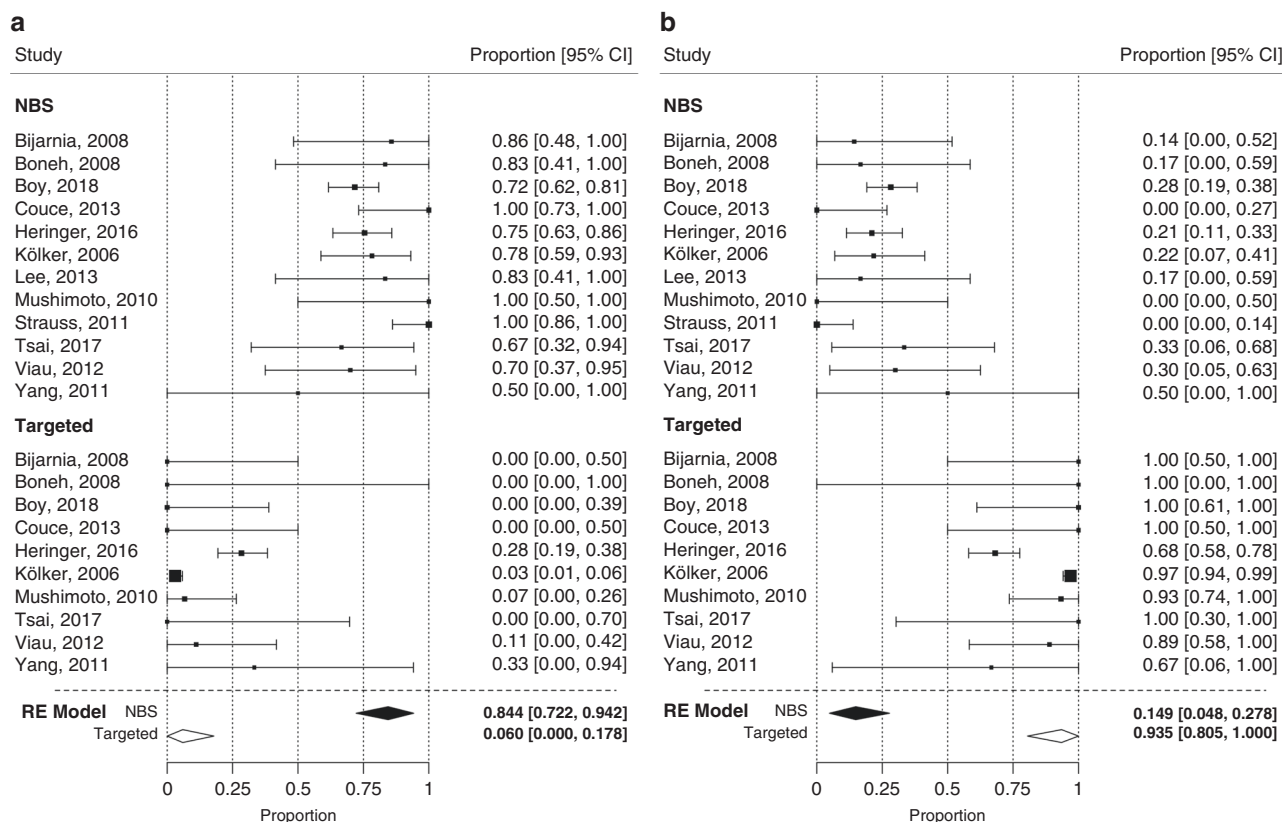 a
Study Proportion [95% CI]
NBS
Bijarnia, 2008 0.86 [0.48, 1.00]
Boneh, 2008 0.83 [0.41, 1.00]
Boy, 2018 0.72 [0.62, 0.81]
Couce, 2013 1.00 [0.73, 1.00]
Heringer, 2016 0.75 [0.63, 0.86]
Kölker, 2006 0.78 [0.59, 0.93]
Lee, 2013 0.83 [0.41, 1.00]
Mushimoto, 2010 1.00 [0.50, 1.00]
Strauss, 2011 1.00 [0.86, 1.00]
Tsai, 2017 0.67 [0.32, 0.94]
Viau, 2012 0.70 [0.37, 0.95]
Yang, 2011 0.50 [0.00, 1.00]
Targeted
Bijarnia, 2008 0.00 [0.00, 0.50]
Boneh, 2008 0.00 [0.00, 1.00]
Boy, 2018 0.00 [0.00, 0.39]
Couce, 2013 0.00 [0.00, 0.50]
Heringer, 2016 0.28 [0.19, 0.38]
Kölker, 2006 0.03 [0.01, 0.06]
Mushimoto, 2010 0.07 [0.00, 0.26]
Tsai, 2017 0.00 [0.00, 0.70]
Viau, 2012 0.11 [0.00, 0.42]
Yang, 2011 0.33 [0.00, 0.94]
RE Model NBS 0.844 [0.722, 0.942]
Targeted 0.060 [0.000, 0.178]
0 0.25 0.5 0.75 1
Proportion
b
Study Proportion [95% CI]
NBS
Bijarnia, 2008 0.14 [0.00, 0.52]
Boneh, 2008 0.17 [0.00, 0.59]
Boy, 2018 0.28 [0.19, 0.38]
Couce, 2013 0.00 [0.00, 0.27]
Heringer, 2016 0.21 [0.11, 0.33]
Kölker, 2006 0.22 [0.07, 0.41]
Lee, 2013 0.17 [0.00, 0.59]
Mushimoto, 2010 0.00 [0.00, 0.50]
Strauss, 2011 0.00 [0.00, 0.14]
Tsai, 2017 0.33 [0.06, 0.68]
Viau, 2012 0.30 [0.05, 0.63]
Yang, 2011 0.50 [0.00, 1.00]
Targeted
Bijarnia, 2008 1.00 [0.50, 1.00]
Boneh, 2008 1.00 [0.00, 1.00]
Boy, 2018 1.00 [0.61, 1.00]
Couce, 2013 1.00 [0.50, 1.00]
Heringer, 2016 0.68 [0.58, 0.78]
Kölker, 2006 0.97 [0.94, 0.99]
Mushimoto, 2010 0.93 [0.74, 1.00]
Tsai, 2017 1.00 [0.30, 1.00]
Viau, 2012 0.89 [0.58, 1.00]
Yang, 2011 0.67 [0.06, 1.00]
RE Model NBS 0.149 [0.048, 0.278]
Targeted 0.935 [0.805, 1.000]
0 0.25 0.5 0.75 1
Proportion